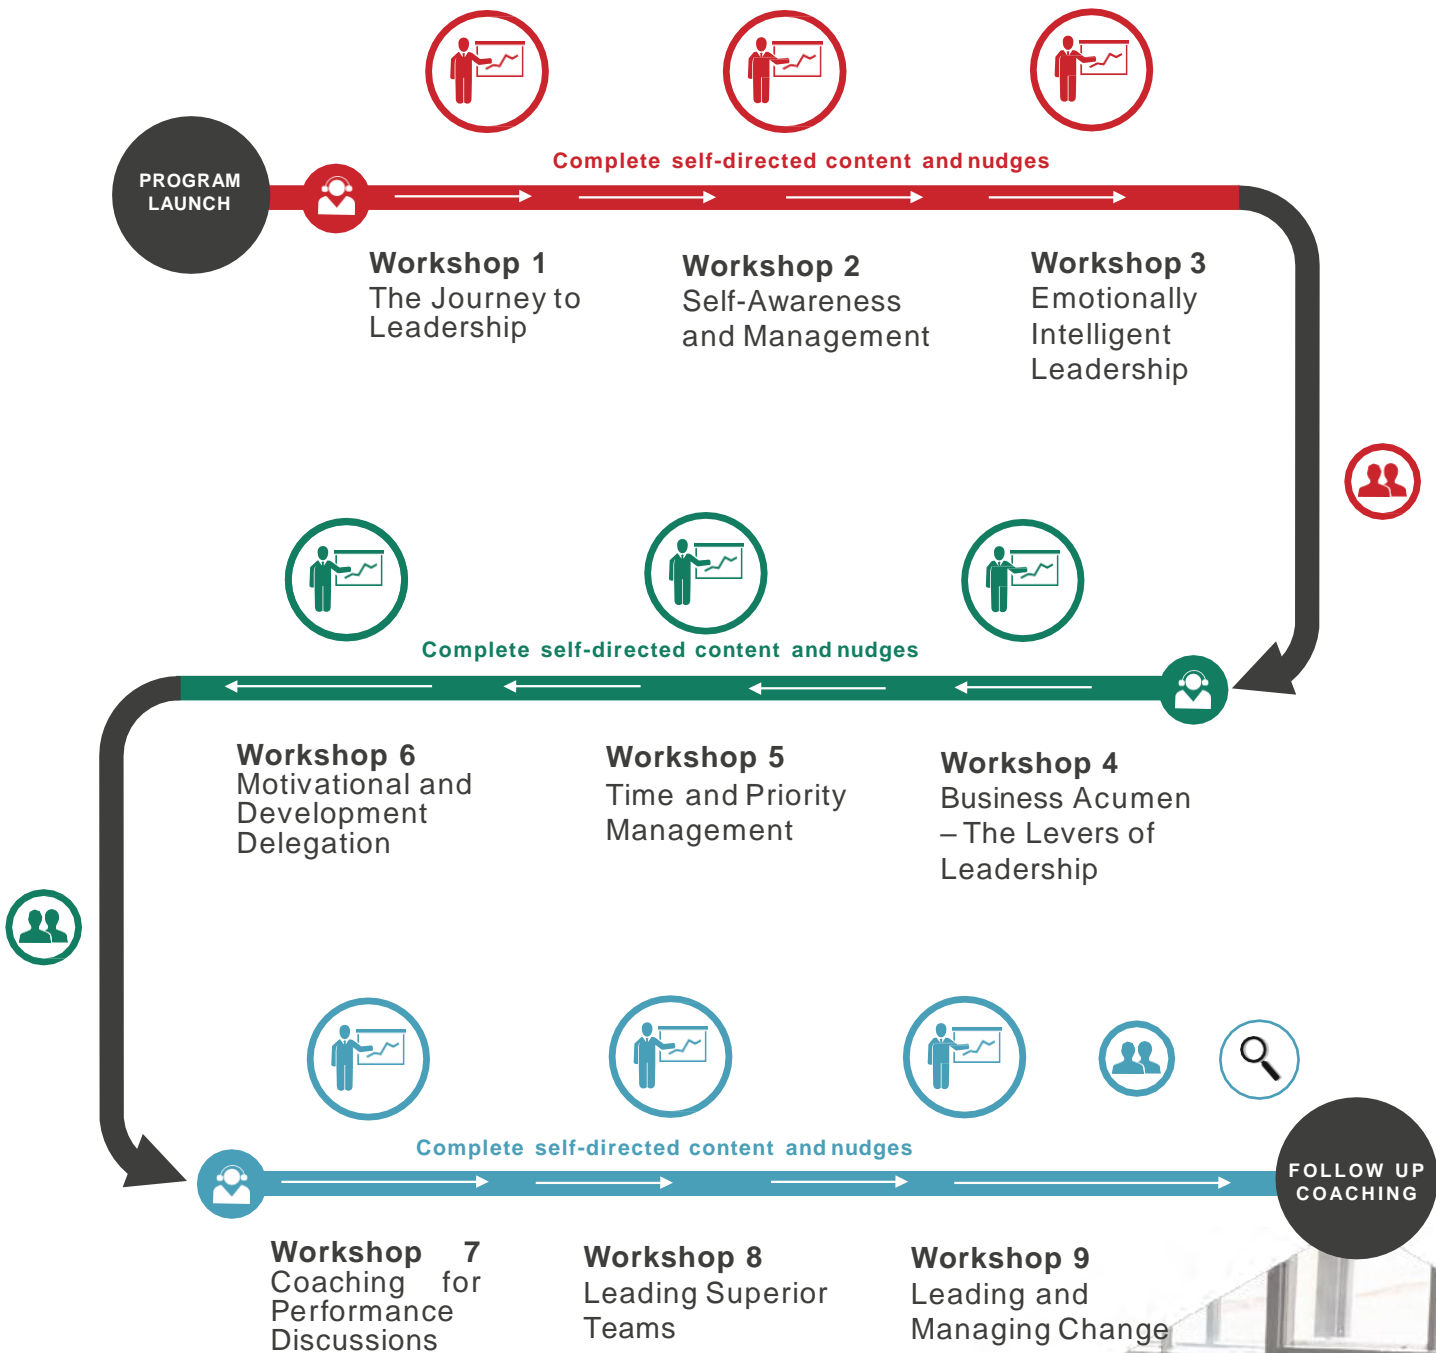 PROGRAM
LAUNCH
Complete self-directed content and nudges
Workshop 1
The Journey to
Leadership
Workshop 2
Self-Awareness
and Management
Workshop 3
Emotionally
Intelligent
Leadership
Complete self-directed content and nudges
Workshop 6
Motivational and
Development
Delegation
Workshop 5
Time and Priority
Management
Workshop 4
Business Acumen
– The Levers of
Leadership
Complete self-directed content and nudges
FOLLOW UP
COACHING
Workshop 7
Coaching for
Performance
Discussions
Workshop 8
Leading Superior
Teams
Workshop 9
Leading and
Managing Change